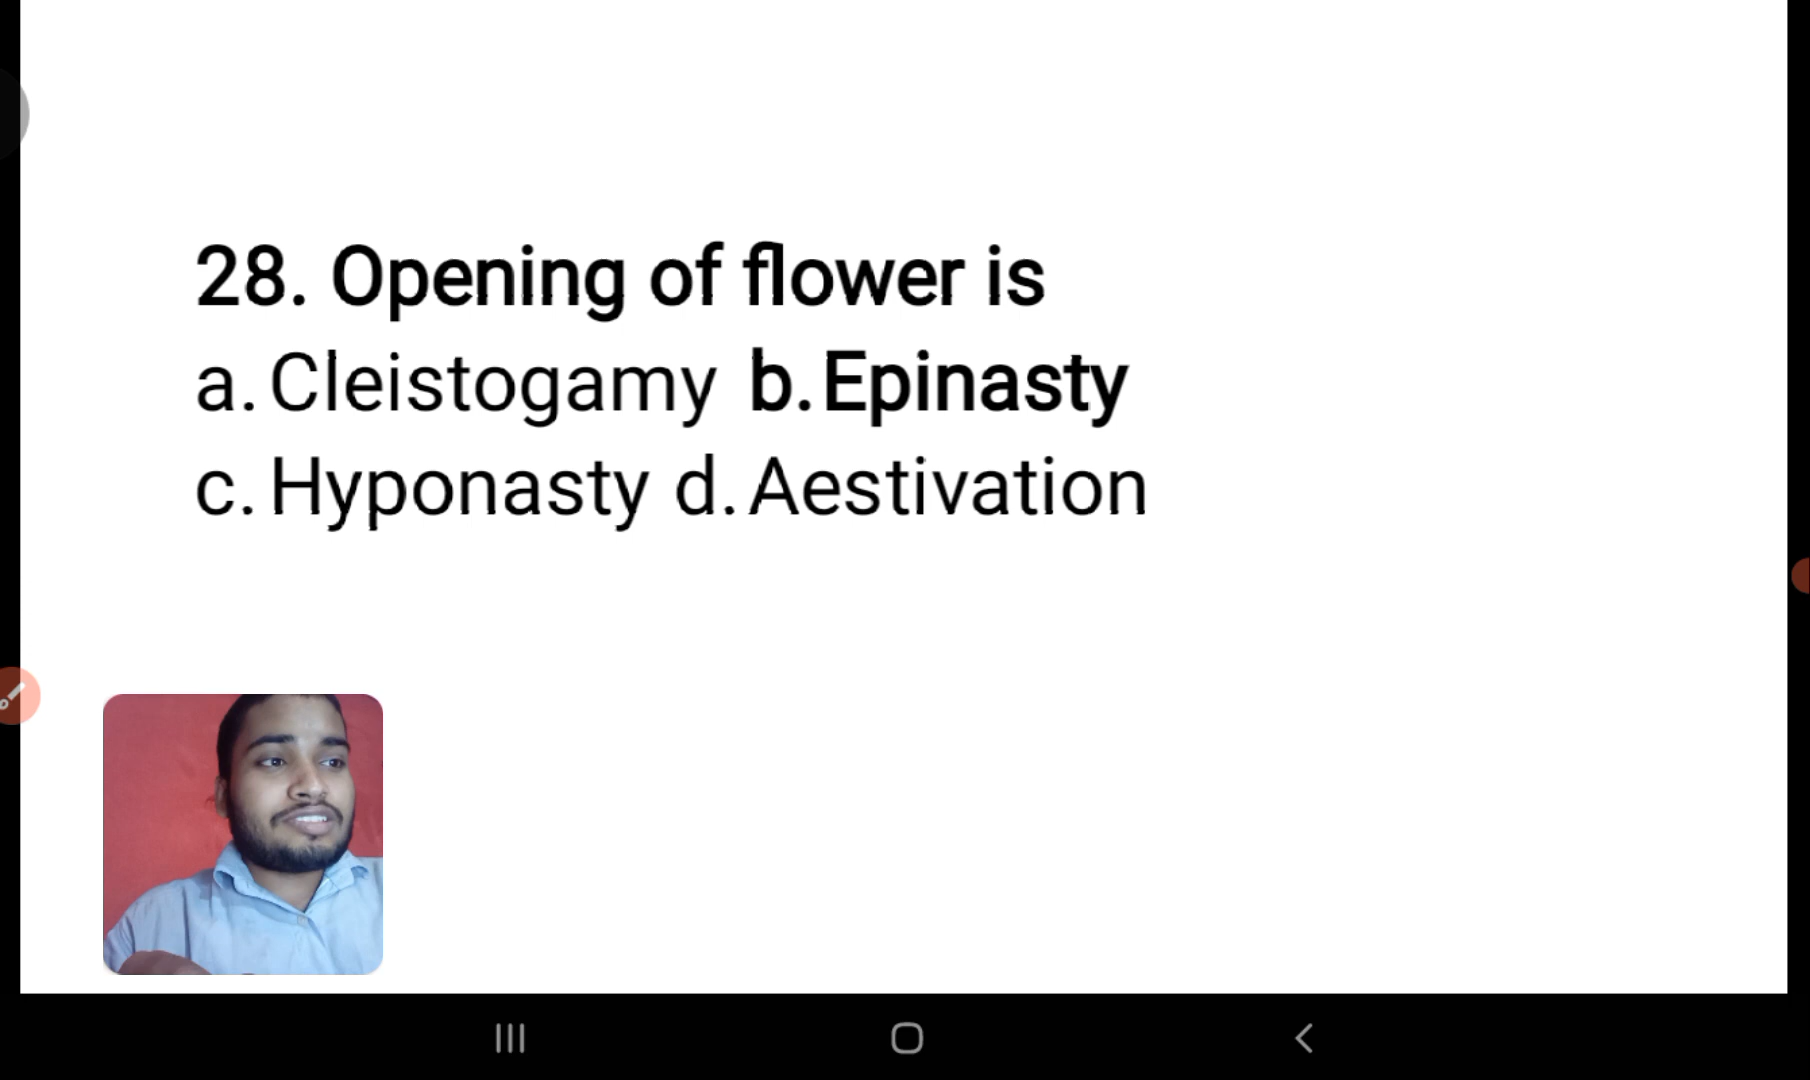 28. Opening of flower is
a. Cleistogamy b. Epinasty
c. Hyponasty d. Aestivation